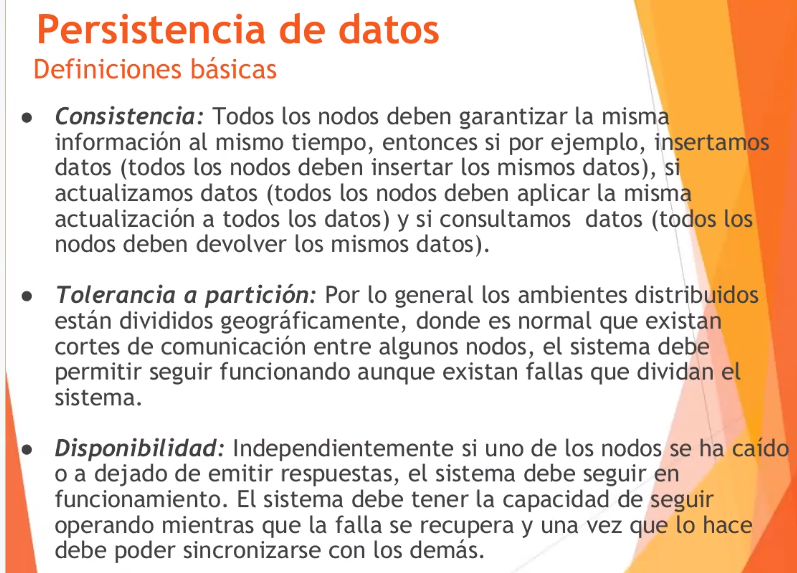 Persistencia de datos
Definiciones básicas
● Consistencia: Todos los nodos deben garantizar la misma
información al mismo tiempo, entonces si por ejemplo, insertamos
datos (todos los nodos deben insertar los mismos datos), si
actualizamos datos (todos los nodos deben aplicar la misma
actualización a todos los datos) y si consultamos datos (todos los
nodos deben devolver los mismos datos).
● Tolerancia a partición: Por lo general los ambientes distribuidos
están divididos geográficamente, donde es normal que existan
cortes de comunicación entre algunos nodos, el sistema debe
permitir seguir funcionando aunque existan fallas que dividan el
sistema.
● Disponibilidad: Independientemente si uno de los nodos se ha caído
o a dejado de emitir respuestas, el sistema debe seguir en
funcionamiento. El sistema debe tener la capacidad de seguir
operando mientras que la falla se recupera y una vez que lo hace
debe poder sincronizarse con los demás.